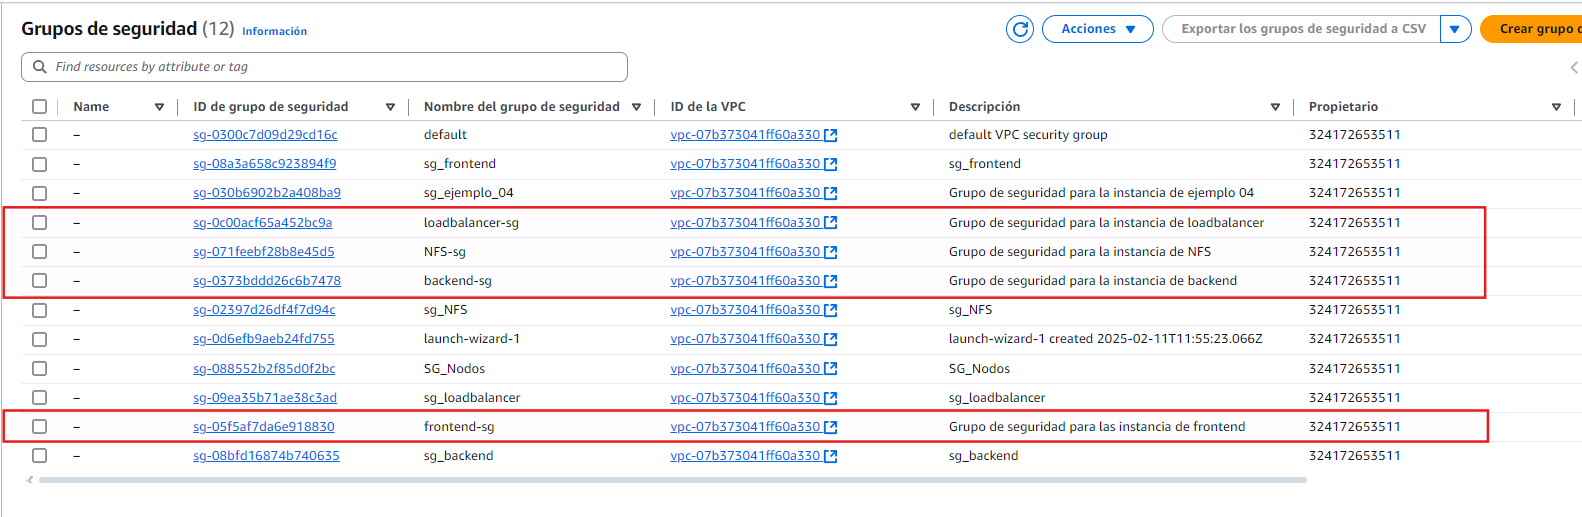 Grupos de seguridad (12) Información
Acciones
Exportar los grupos de seguridad a CSV
Crear grupo
Find resources by attribute or tag
Name ID de grupo de seguridad Nombre del grupo de seguridad ID de la VPC Descripción Propietario
– sg-0300c7d09d29cd16c default vpc-07b373041ff60a330 default VPC security group 324172653511
– sg-08a3a658c923894f9 sg_frontend vpc-07b373041ff60a330 sg_frontend 324172653511
– sg-030b6902b2a408ba9 sg_ejemplo_04 vpc-07b373041ff60a330 Grupo de seguridad para la instancia de ejemplo 04 324172653511
– sg-0c00acf65a452bc9a loadbalancer-sg vpc-07b373041ff60a330 Grupo de seguridad para la instancia de loadbalancer 324172653511
– sg-071feebf28b8e45d5 NFS-sg vpc-07b373041ff60a330 Grupo de seguridad para la instancia de NFS 324172653511
– sg-0373bddd26c6b7478 backend-sg vpc-07b373041ff60a330 Grupo de seguridad para la instancia de backend 324172653511
– sg-02397d26df4f7d94c sg_NFS vpc-07b373041ff60a330 sg_NFS 324172653511
– sg-0d6efb9aeb24fd755 launch-wizard-1 vpc-07b373041ff60a330 launch-wizard-1 created 2025-02-11T11:55:23.066Z 324172653511
– sg-088552b2f85d0f2bc SG_Nodos vpc-07b373041ff60a330 SG_Nodos 324172653511
– sg-09ea35b71ae38c3ad sg_loadbalancer vpc-07b373041ff60a330 sg_loadbalancer 324172653511
– sg-05f5af7da6e918830 frontend-sg vpc-07b373041ff60a330 Grupo de seguridad para las instancia de frontend 324172653511
– sg-08bfd16874b740635 sg_backend vpc-07b373041ff60a330 sg_backend 324172653511